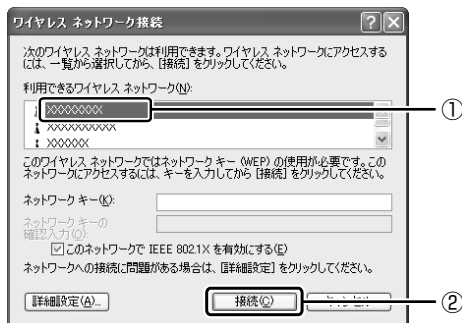 ワイヤレス ネットワーク接続
次のワイヤレス ネットワークは利用できます。ワイヤレス ネットワークにアクセスする
には、一覧から選択してから、[接続] をクリックしてください。
利用できるワイヤレス ネットワーク(N):
XXXXXXXX
①
XXXXXXXXXX
XXXXXX
このワイヤレス ネットワークではネットワーク キー (WEP) の使用が必要です。この
ネットワークにアクセスするには、キーを入力してから [接続] をクリックしてください。
ネットワーク キー(K):
ネットワーク キーの
確認入力(O):
このネットワークで IEEE 802.1X を有効にする(E)
ネットワークへの接続に問題がある場合は、[詳細設定] をクリックしてください。
詳細設定(A)...
接続(C)
キャンセル
②